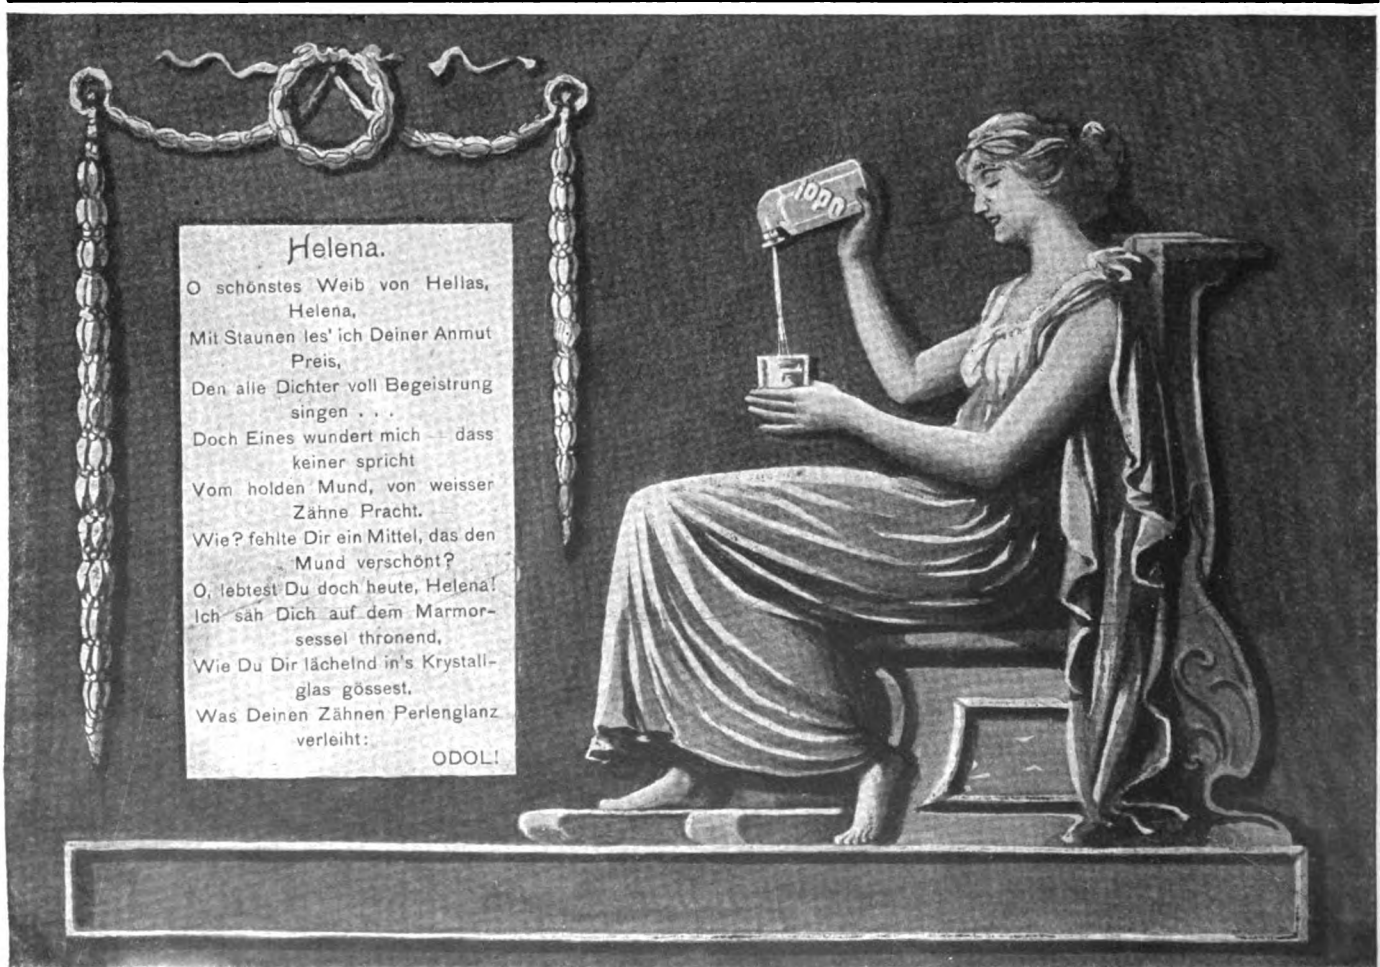 Helena.
O schönstes Weib von Hellas,
Helena,
Mit Staunen les' ich Deiner Anmut
Preis,
Den alle Dichter voll Begeistrung
singen . . .
Doch Eines wundert mich — dass
keiner spricht
Vom holden Mund, von weisser
Zähne Pracht.
Wie? fehlte Dir ein Mittel, das den
Mund verschönt?
O, lebtest Du doch heute, Helena!
Ich säh Dich auf dem Marmor-
sessel thronend,
Wie Du Dir lächelnd in's Krystall-
glas gössest,
Was Deinen Zähnen Perlenglanz
verleiht:
ODOL!
Odol